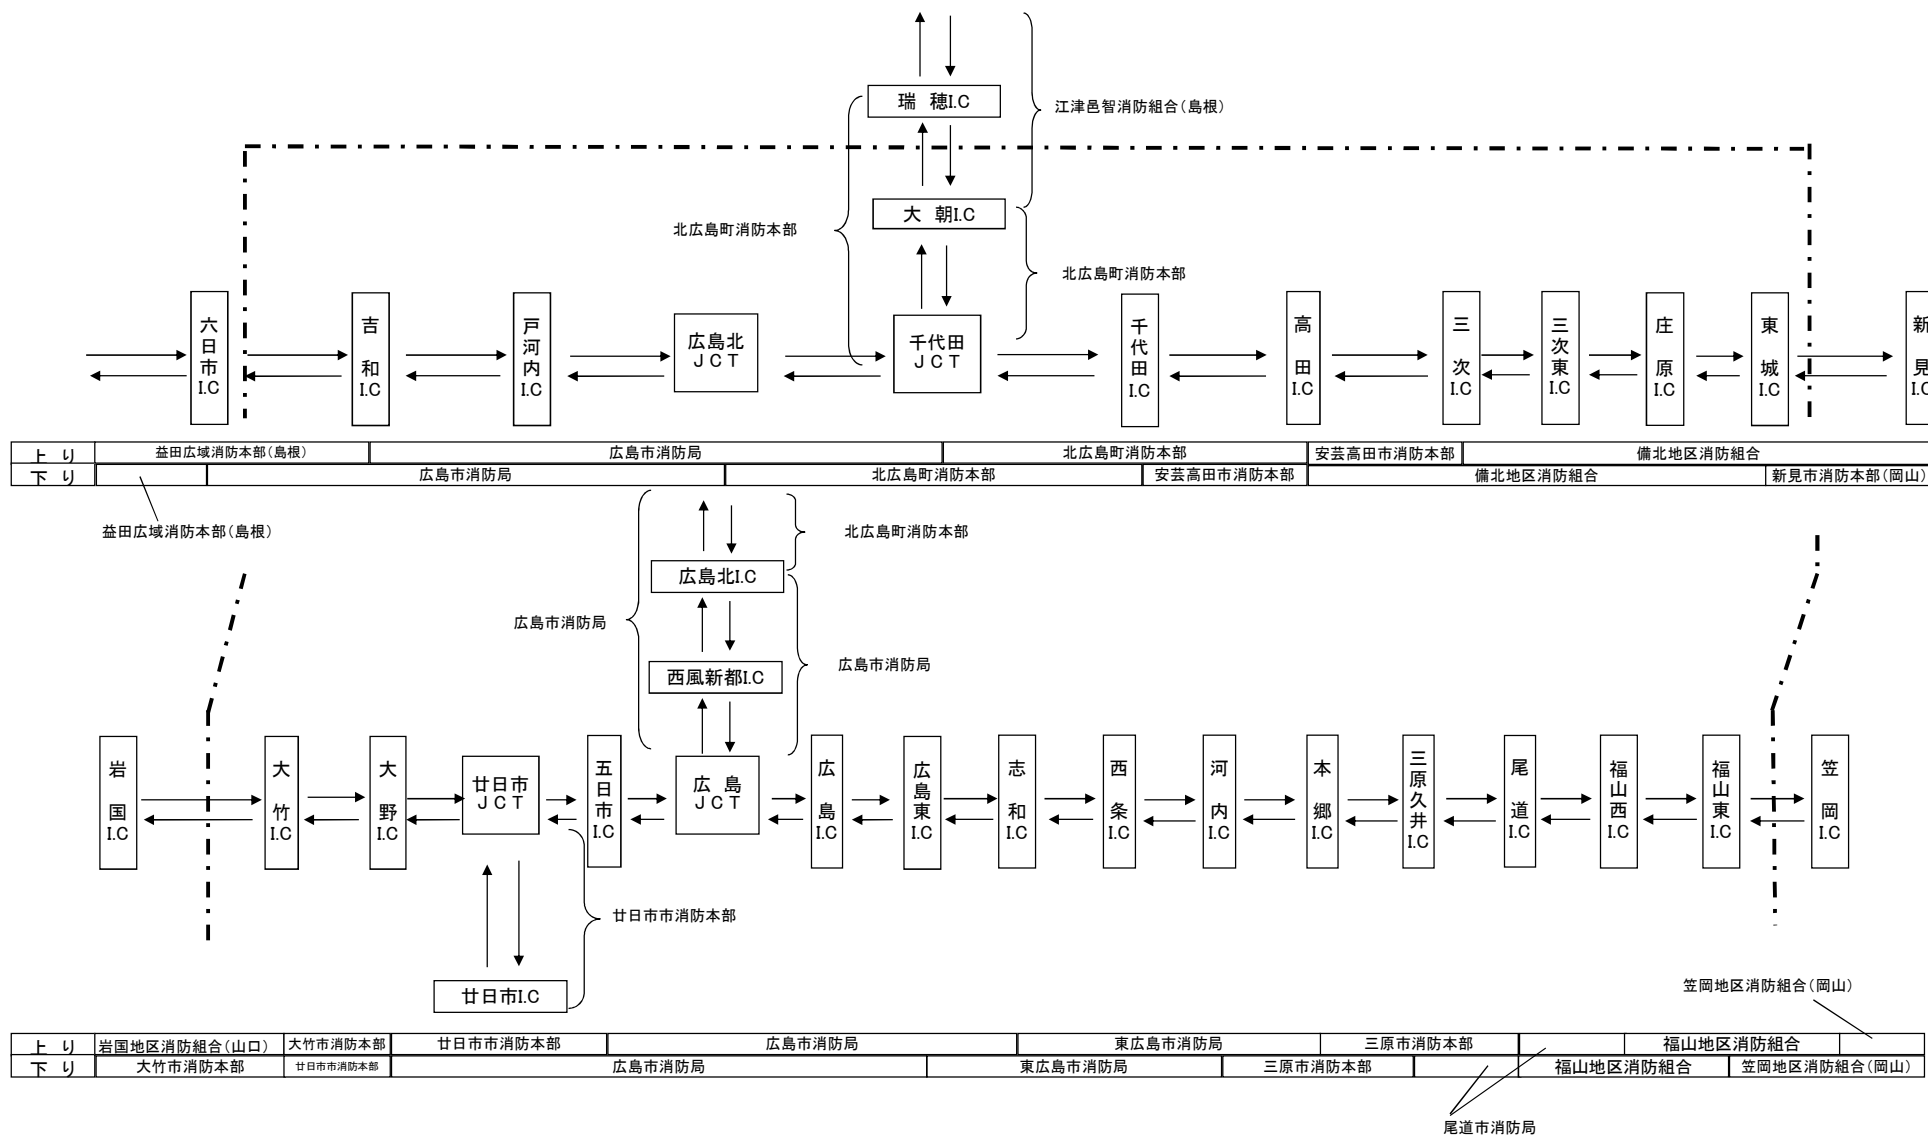 瑞穂I.C
江津邑智消防組合(島根)
大朝I.C
北広島町消防本部
北広島町消防本部
六日市I.C
吉和I.C
戸河内I.C
広島北JCT
千代田JCT
千代田I.C
高田I.C
三次I.C
三次東I.C
庄原I.C
東城I.C
新見I.C
上り 益田広域消防本部(島根) 広島市消防局 北広島町消防本部 安芸高田市消防本部 備北地区消防組合
下り 広島市消防局 北広島町消防本部 安芸高田市消防本部 備北地区消防組合 新見市消防本部(岡山)
益田広域消防本部(島根)
北広島町消防本部
広島北I.C
広島市消防局
西風新都I.C
広島市消防局
岩国I.C
大竹I.C
大野I.C
廿日市JCT
五日市I.C
広島JCT
広島I.C
広島東I.C
志和I.C
西条I.C
河内I.C
本郷I.C
三原久井I.C
尾道I.C
福山西I.C
福山東I.C
笠岡I.C
廿日市市消防本部
廿日市I.C
笠岡地区消防組合(岡山)
上り 岩国地区消防組合(山口) 大竹市消防本部 廿日市市消防本部 広島市消防局 東広島市消防局 三原市消防本部 福山地区消防組合
下り 大竹市消防本部 廿日市市消防本部 広島市消防局 東広島市消防局 三原市消防本部 福山地区消防組合 笠岡地区消防組合(岡山)
尾道市消防局